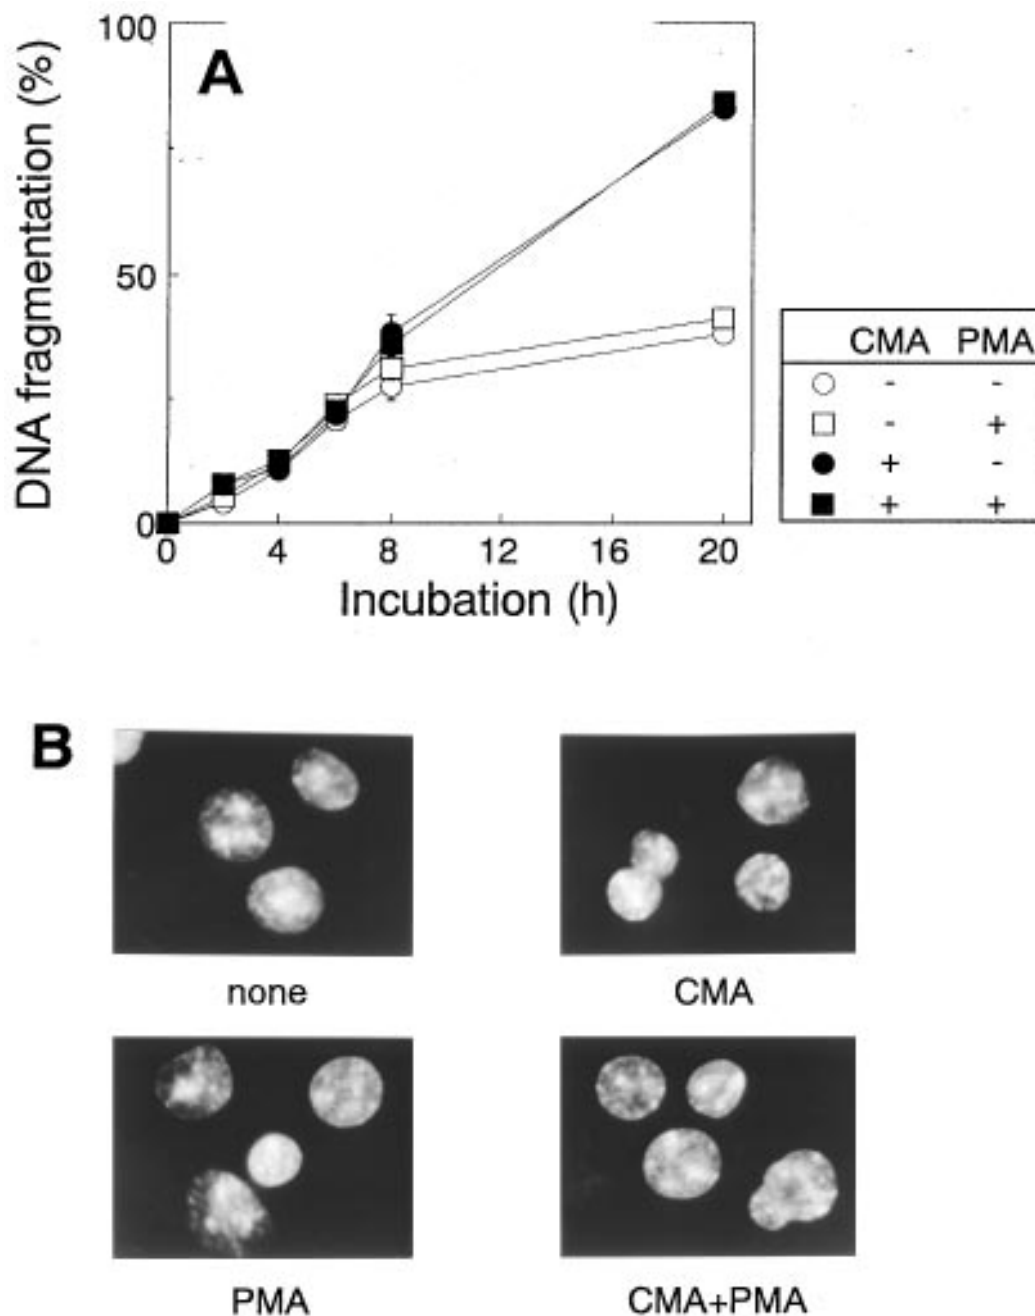 A
DNA fragmentation (%)
100
50
0
0 4 8 12 16 20
Incubation (h)
CMA PMA
- -
- +
+ -
+ +
B
none
CMA
PMA
CMA+PMA